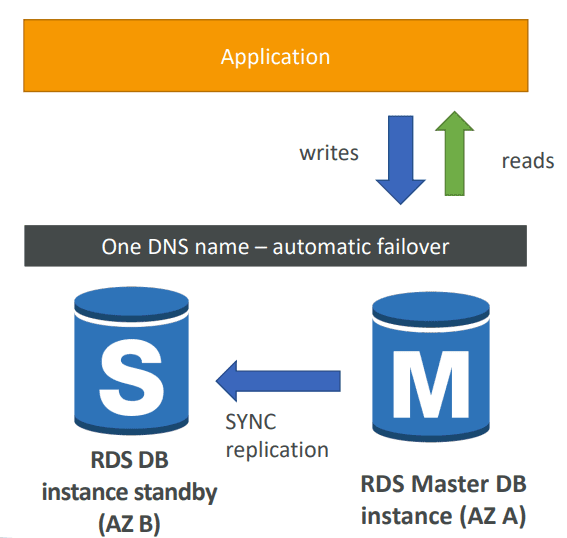 Application
writes
reads
One DNS name – automatic failover
S
M
SYNC
replication
RDS DB
instance standby
(AZ B)
RDS Master DB
instance (AZ A)